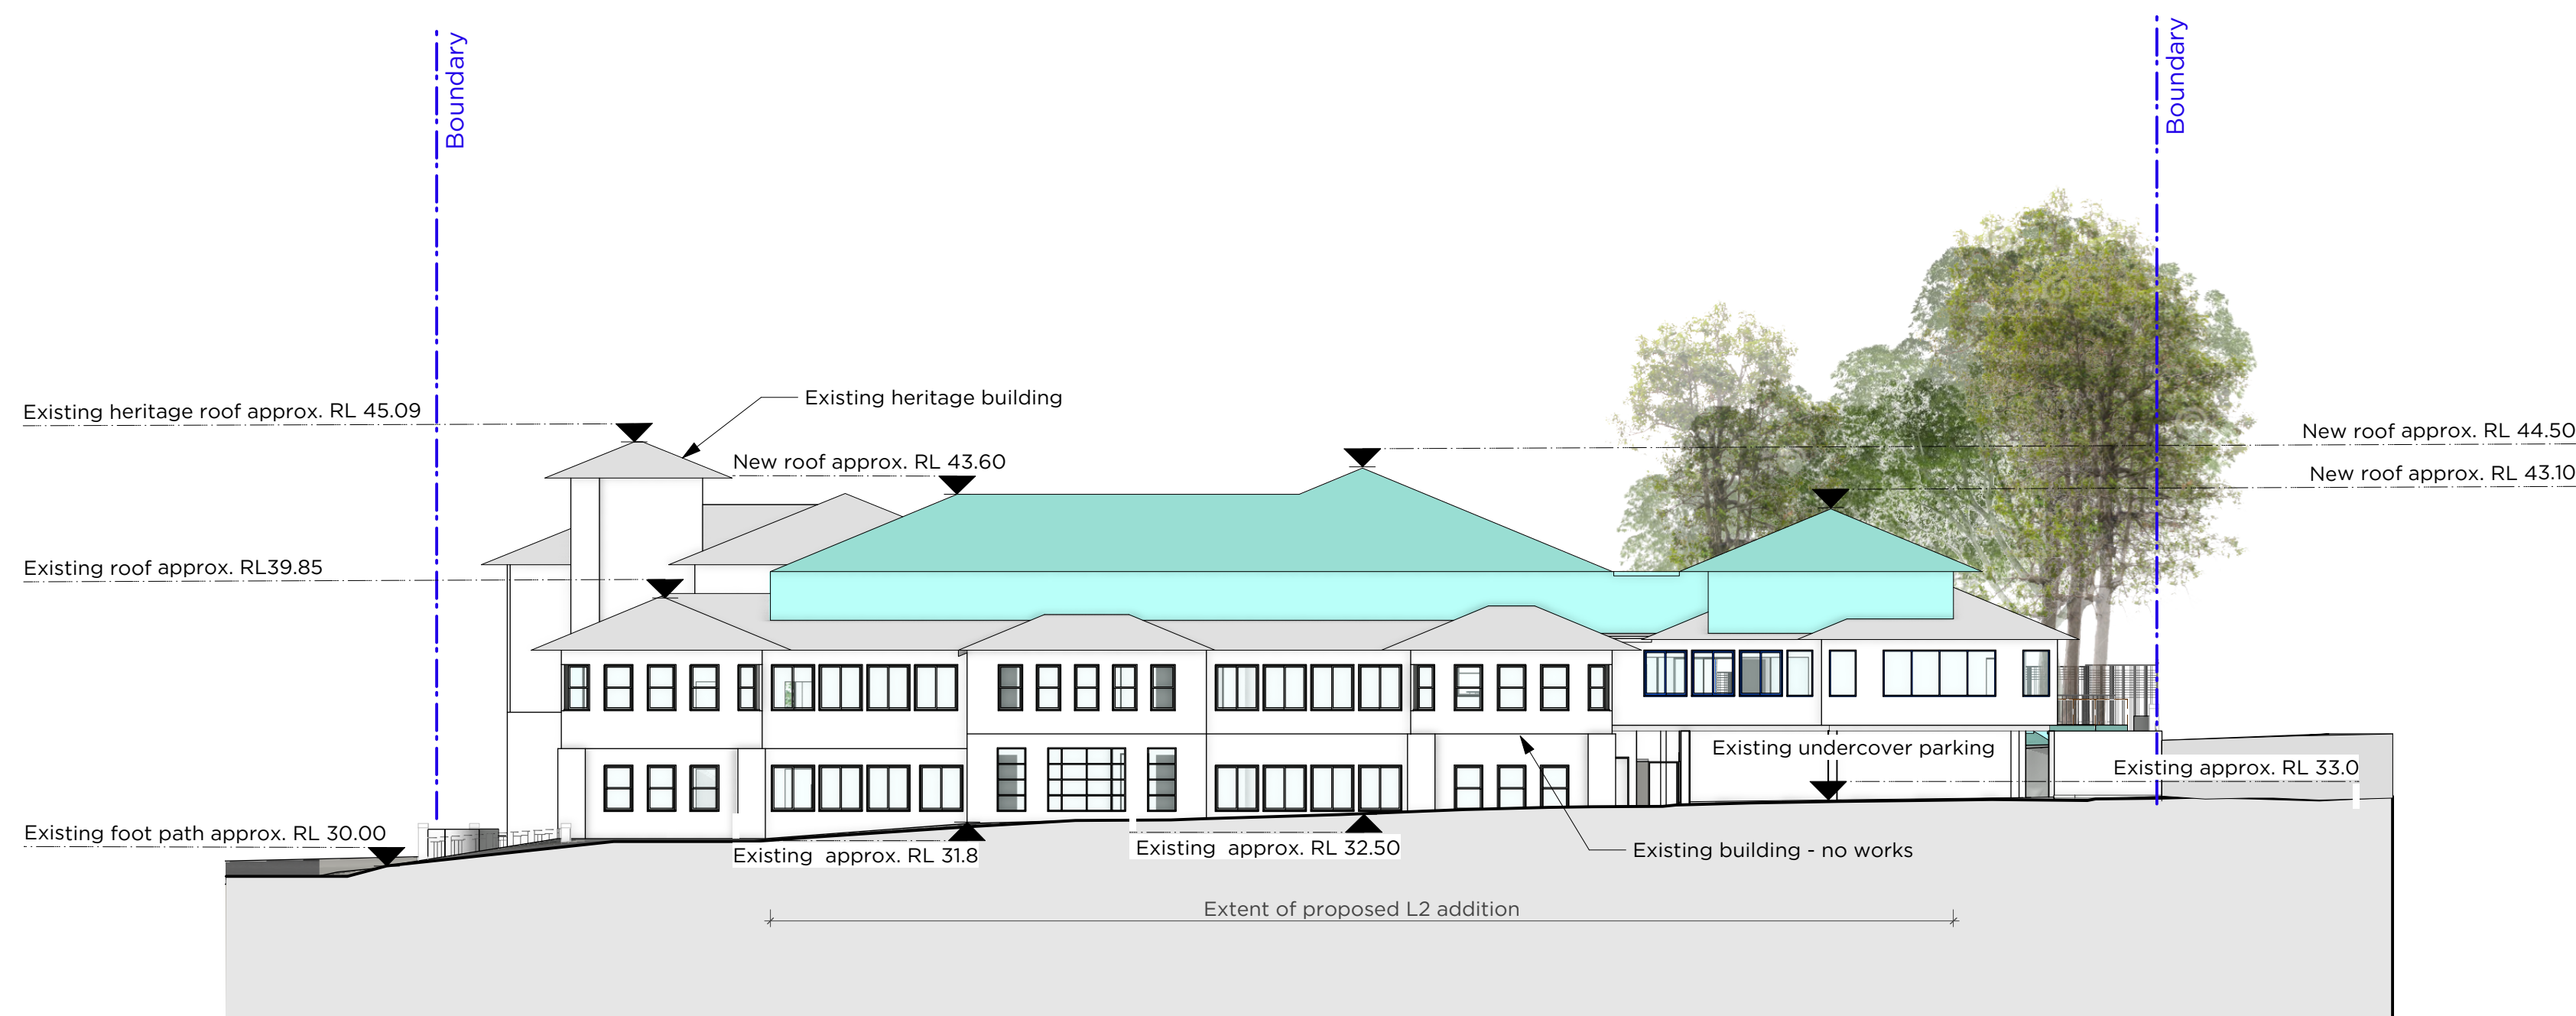 Boundary
Boundary
Existing heritage building
Existing heritage roof approx. RL 45.09
New roof approx. RL 44.50
New roof approx. RL 43.60
New roof approx. RL 43.10
Existing roof approx. RL39.85
Existing undercover parking
Existing approx. RL 33.0
Existing foot path approx. RL 30.00
Existing approx. RL 31.8
Existing approx. RL 32.50
Existing building - no works
Extent of proposed L2 addition